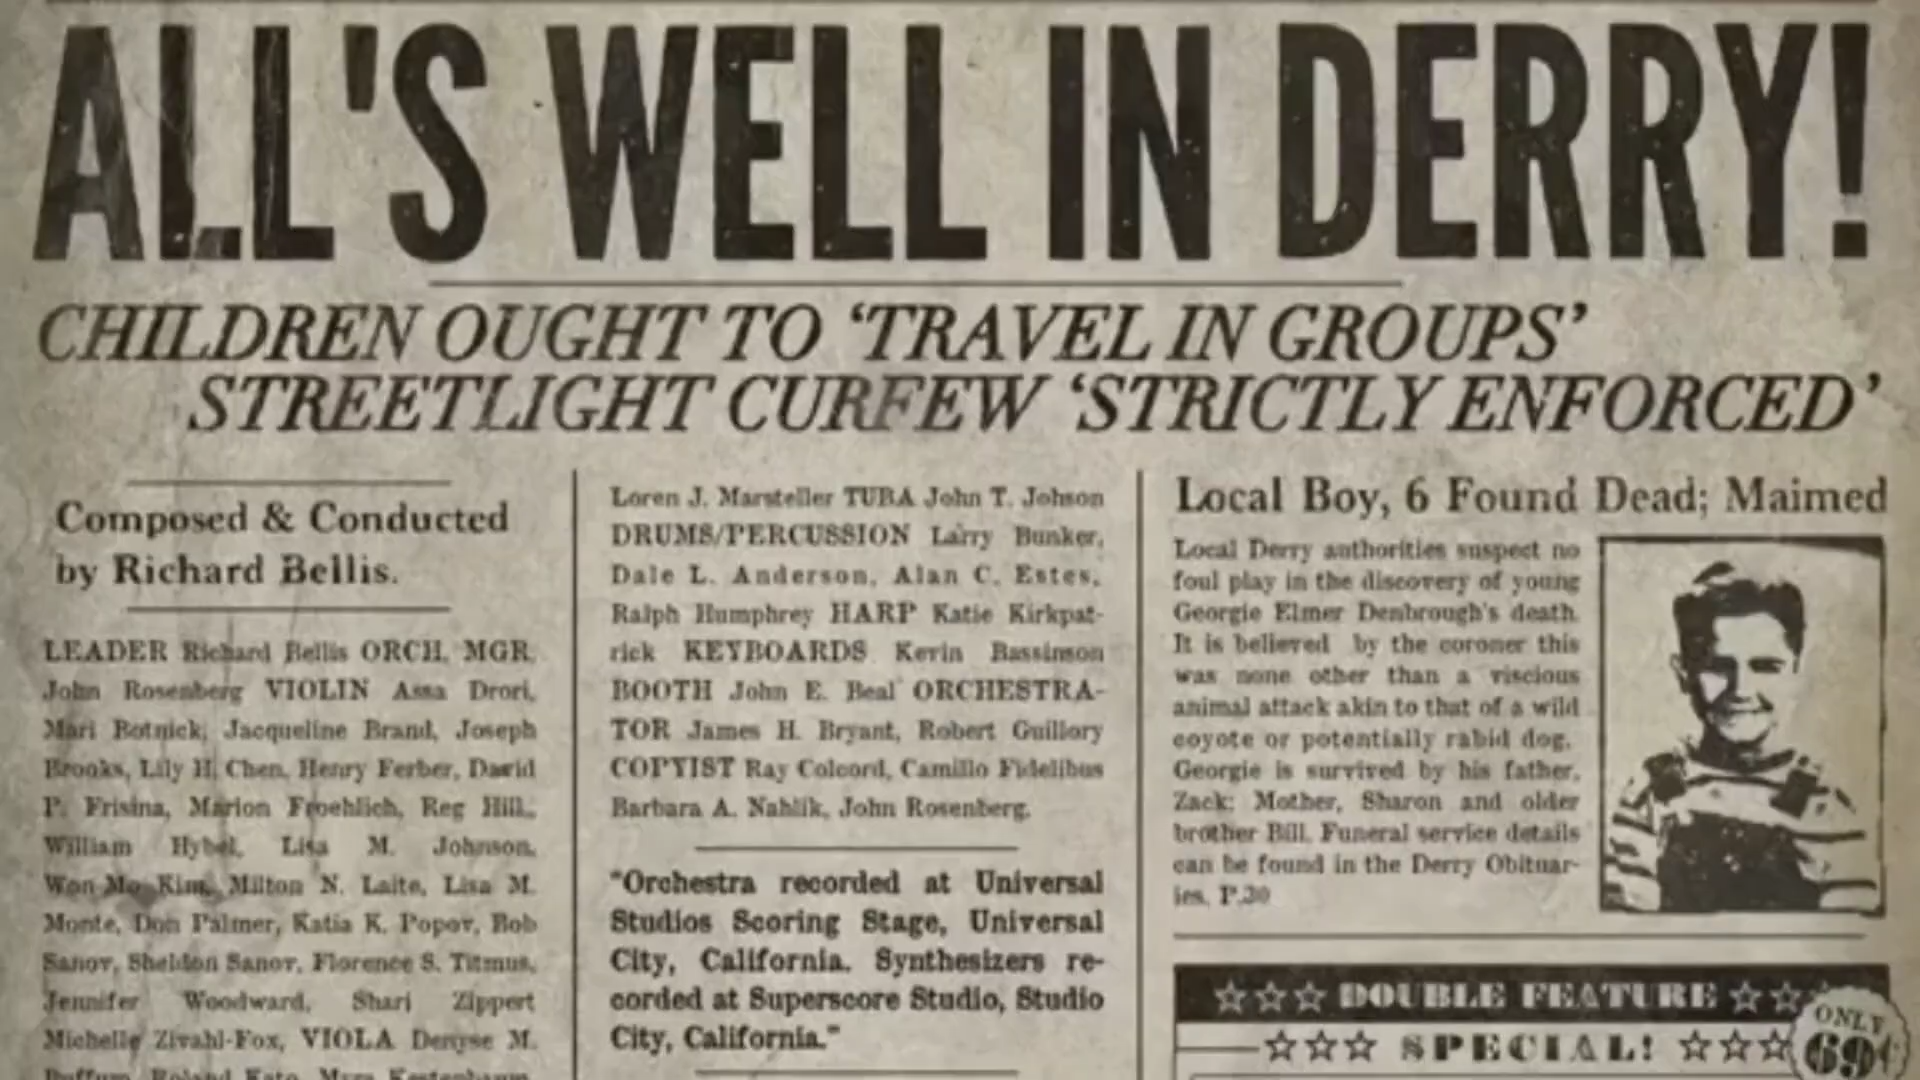 ALL'S WELL IN DERRY!
CHILDREN OUGHT TO ‘TRAVEL IN GROUPS’
STREETLIGHT CURFEW ‘STRICTLY ENFORCED’
Composed & Conducted
by Richard Bellis.
LEADER Richard Bellis ORCH. MGR.
John Rosenberg VIOLIN Assa Drori,
Mari Botnick, Jacqueline Brand, Joseph
Brooks, Lily H. Chen, Henry Ferber, David
P. Frisina, Marion Froehlich, Reg Hill,
William Hybel, Lisa M. Johnson,
Won Mo Kim, Milton N. Laite, Lisa M.
Monte, Don Palmer, Katia K. Popov, Bob
Sanov, Sheldon Sanov, Florence S. Titmus,
Jennifer Woodward, Shari Zippert
Michelle Zivahl-Fox, VIOLA Denyse M.
Buffum, Roland Kato, Myra Kestenbaum,
Loren J. Marsteller TUBA John T. Johson
DRUMS/PERCUSSION Larry Bunker,
Dale L. Anderson, Alan C. Estes,
Ralph Humphrey HARP Katie Kirkpat-
rick KEYBOARDS Kevin Bassinson
BOOTH John E. Beal ORCHESTRA-
TOR James H. Bryant, Robert Guillory
COPYIST Ray Colcord, Camillo Fidelibus
Barbara A. Nahlik, John Rosenberg.
"Orchestra recorded at Universal
Studios Scoring Stage, Universal
City, California. Synthesizers re-
corded at Superscore Studio, Studio
City, California."
Local Boy, 6 Found Dead; Maimed
Local Derry authorities suspect no
foul play in the discovery of young
Georgie Elmer Denbrough's death.
It is believed by the coroner this
was none other than a viscious
animal attack akin to that of a wild
coyote or potentially rabid dog.
Georgie is survived by his father,
Zack; Mother, Sharon and older
brother Bill. Funeral service details
can be found in the Derry Obituar-
ies. P.30
☆☆☆ DOUBLE FEATURE ☆☆
☆☆☆ SPECIAL! ☆☆☆
ONLY
69¢